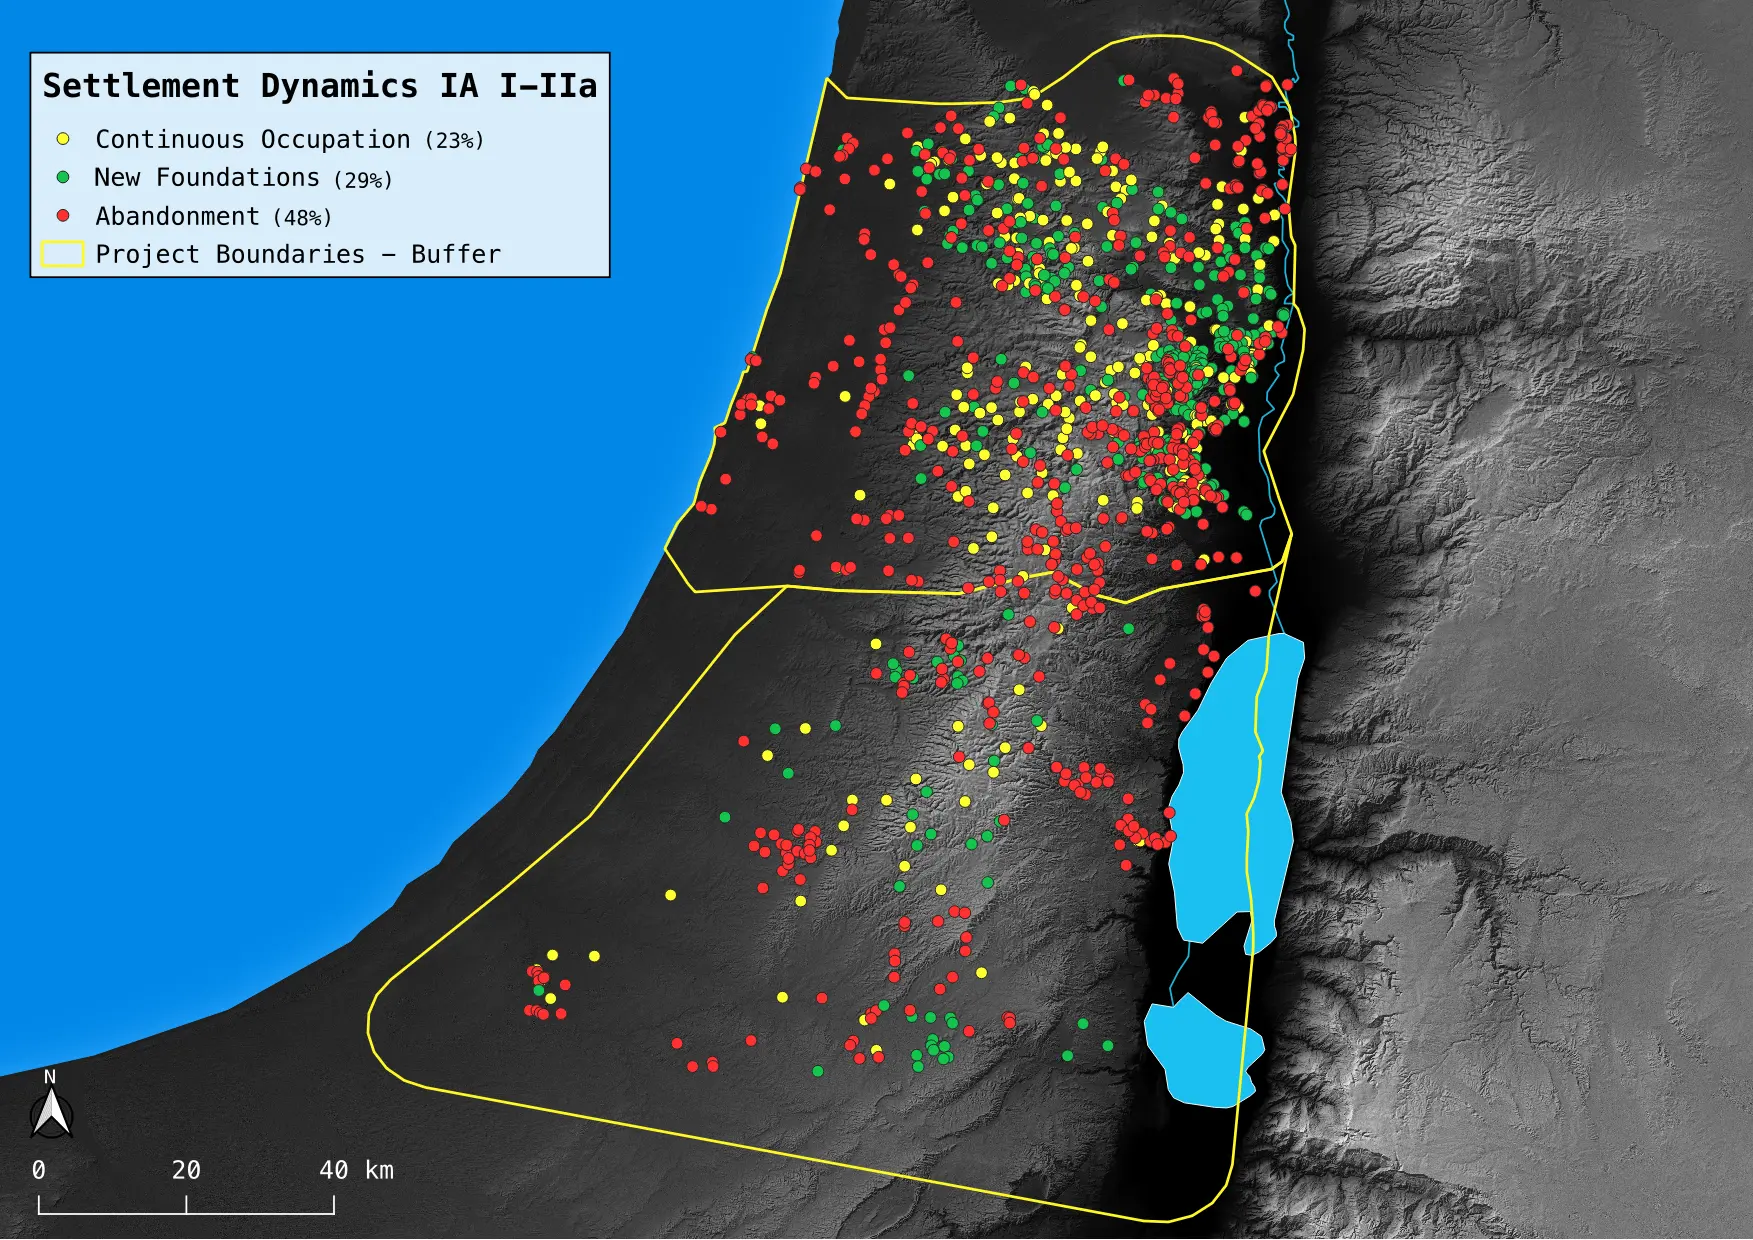 Settlement Dynamics IA I–IIa
Continuous Occupation (23%)
New Foundations (29%)
Abandonment (48%)
Project Boundaries – Buffer
N
0 20 40 km